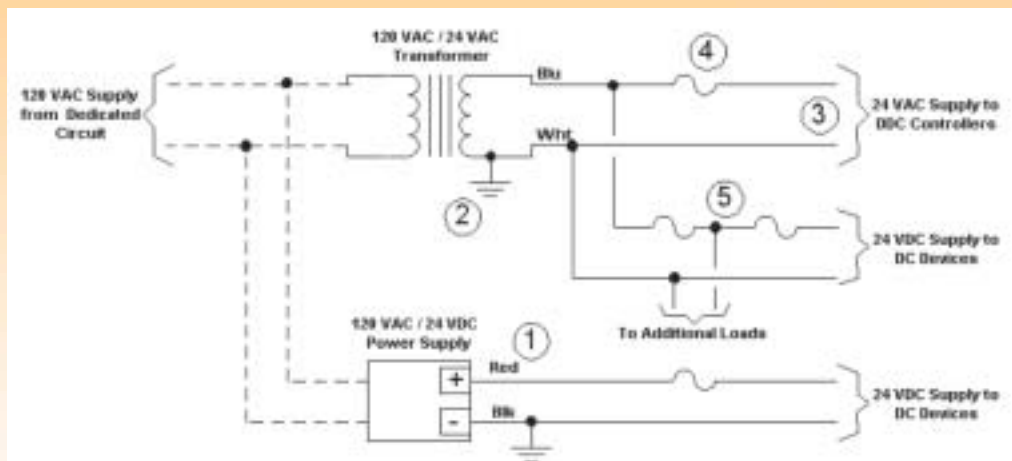 120 VAC / 24 VAC
Transformer
120 VAC Supply
from Dedicated
Circuit
Blu
Wht
4
3
24 VAC Supply to
DDC Controllers
2
5
24 VDC Supply to
DC Devices
To Additional Loads
120 VAC / 24 VDC
Power Supply
1
Red
+
-
Blk
24 VDC Supply to
DC Devices